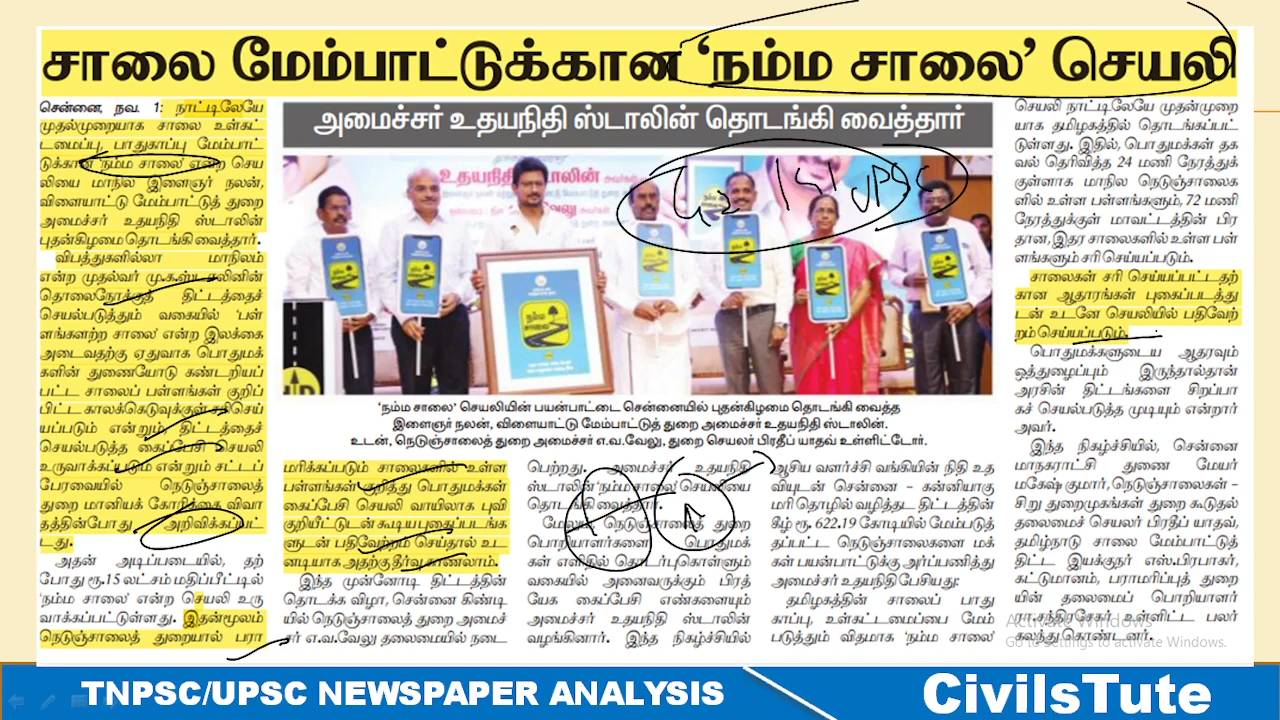 சாலை மேம்பாட்டுக்கான ‘நம்ம சாலை’ செயலி
சென்னை, நவ. 1: நாட்டிலேயே
முதல்முறையாக சாலை உள்கட்
டமைப்பு, பாதுகாப்பு மேம்பாட்
டுக்கான ‘நம்ம சாலை’ என்ற செய
லியை மாநில இளைஞர் நலன்,
விளையாட்டு மேம்பாட்டுத் துறை
அமைச்சர் உதயநிதி ஸ்டாலின்
புதன்கிழமை தொடங்கி வைத்தார்.
விபத்துகளில்லா மாநிலம்
என்ற முதல்வர் மு.க.ஸ்டாலினின்
தொலைநோக்குத் திட்டத்தைச்
செயல்படுத்தும் வகையில் ‘பள்
ளங்களற்ற சாலை’ என்ற இலக்கை
அடைவதற்கு ஏதுவாக பொதுமக்
களின் துணையோடு கண்டறியப்
பட்ட சாலைப் பள்ளங்கள் குறிப்
பிட்ட காலக்கெடுவுக்குள் சரிசெய்
யப்படும் என்றும் திட்டத்தைச்
செயல்படுத்த கைப்பேசி செயலி
உருவாக்கப்படும் என்றும் சட்டப்
பேரவையில் நெடுஞ்சாலைத்
துறை மானியக் கோரிக்கை விவா
தத்தின்போது அறிவிக்கப்பட்
டது.
அதன் அடிப்படையில், தற்
போது ரூ.15 லட்சம் மதிப்பீட்டில்
‘நம்ம சாலை’ என்ற செயலி உரு
வாக்கப்பட்டுள்ளது. இதன்மூலம்
நெடுஞ்சாலைத் துறையால் பரா
அமைச்சர் உதயநிதி ஸ்டாலின் தொடங்கி வைத்தார்
உதயநிதி ஸ்டாலின்
வேலு
UPSC
நம்ம
சாலை
‘நம்ம சாலை’ செயலியின் பயன்பாட்டை சென்னையில் புதன்கிழமை தொடங்கி வைத்த
இளைஞர் நலன், விளையாட்டு மேம்பாட்டுத் துறை அமைச்சர் உதயநிதி ஸ்டாலின்.
உடன், நெடுஞ்சாலைத் துறை அமைச்சர் எ.வ.வேலு, துறை செயலர் பிரதீப் யாதவ் உள்ளிட்டோர்.
மரிக்கப்படும் சாலைகளில் உள்ள
பள்ளங்கள் குறித்து பொதுமக்கள்
கைப்பேசி செயலி வாயிலாக புவி
குறியீட்டுடன் கூடிய புகைப்படங்க
ளுடன் பதிவேற்றம் செய்தால் உட
னடியாக அதற்கு தீர்வு காணலாம்.
இந்த முன்னோடி திட்டத்தின்
தொடக்க விழா, சென்னை கிண்டி
யில் நெடுஞ்சாலைத் துறை அமைச்
சர் எ.வ.வேலு தலைமையில் நடை
பெற்றது. அமைச்சர் உதயநிதி
ஸ்டாலின் ‘நம்ம சாலை’ செயலியை
தொடங்கி வைத்தார்.
மேலும், நெடுஞ்சாலைத் துறை
பொறியாளர்களை பொதுமக்
கள் எளிதில் தொடர்புகொள்ளும்
வகையில் அனைவருக்கும் பிரத்
யேக கைப்பேசி எண்களையும்
அமைச்சர் உதயநிதி ஸ்டாலின்
வழங்கினார். இந்த நிகழ்ச்சியில்
ஆசிய வளர்ச்சி வங்கியின் நிதி உத
வியுடன் சென்னை – கன்னியாகு
மரி தொழில் வழித்தட திட்டத்தின்
கீழ் ரூ. 622.19 கோடியில் மேம்படுத்
தப்பட்ட நெடுஞ்சாலைகளை மக்
கள் பயன்பாட்டுக்கு அர்ப்பணித்து
அமைச்சர் உதயநிதி பேசியது:
தமிழகத்தின் சாலைப் பாது
காப்பு, உள்கட்டமைப்பை மேம்
படுத்தும் விதமாக ‘நம்ம சாலை’
செயலி நாட்டிலேயே முதன்முறை
யாக தமிழகத்தில் தொடங்கப்பட்
டுள்ளது. இதில், பொதுமக்கள் தக
வல் தெரிவித்த 24 மணி நேரத்துக்
குள்ளாக மாநில நெடுஞ்சாலைக
ளில் உள்ள பள்ளங்களும், 72 மணி
நேரத்துக்குள் மாவட்டத்தின் பிர
தான, இதர சாலைகளில் உள்ள பள்
ளங்களும் சரி செய்யப்படும்.
சாலைகள் சரி செய்யப்பட்டதற்
கான ஆதாரங்கள் புகைப்படத்து
டன் உடனே செயலியில் பதிவேற்
றம் செய்யப்படும்.
பொதுமக்களுடைய ஆதரவும்
ஒத்துழைப்பும் இருந்தால்தான்
அரசின் திட்டங்களை சிறப்பா
கச் செயல்படுத்த முடியும் என்றார்
அவர்.
இந்த நிகழ்ச்சியில், சென்னை
மாநகராட்சி துணை மேயர்
மகேஷ் குமார், நெடுஞ்சாலைகள் –
சிறு துறைமுகங்கள் துறை கூடுதல்
தலைமைச் செயலர் பிரதீப் யாதவ்,
தமிழ்நாடு சாலை மேம்பாட்டுத்
திட்ட இயக்குநர் எஸ்.பிரபாகர்,
கட்டுமானம், பராமரிப்புத் துறை
யின் தலைமைப் பொறியாளர்
ரா.சந்திரசேகர் உள்ளிட்ட பலர்
கலந்து கொண்டனர்.
Activate Windows
Go to Settings to activate Windows.
TNPSC/UPSC NEWSPAPER ANALYSIS
CivilsTute